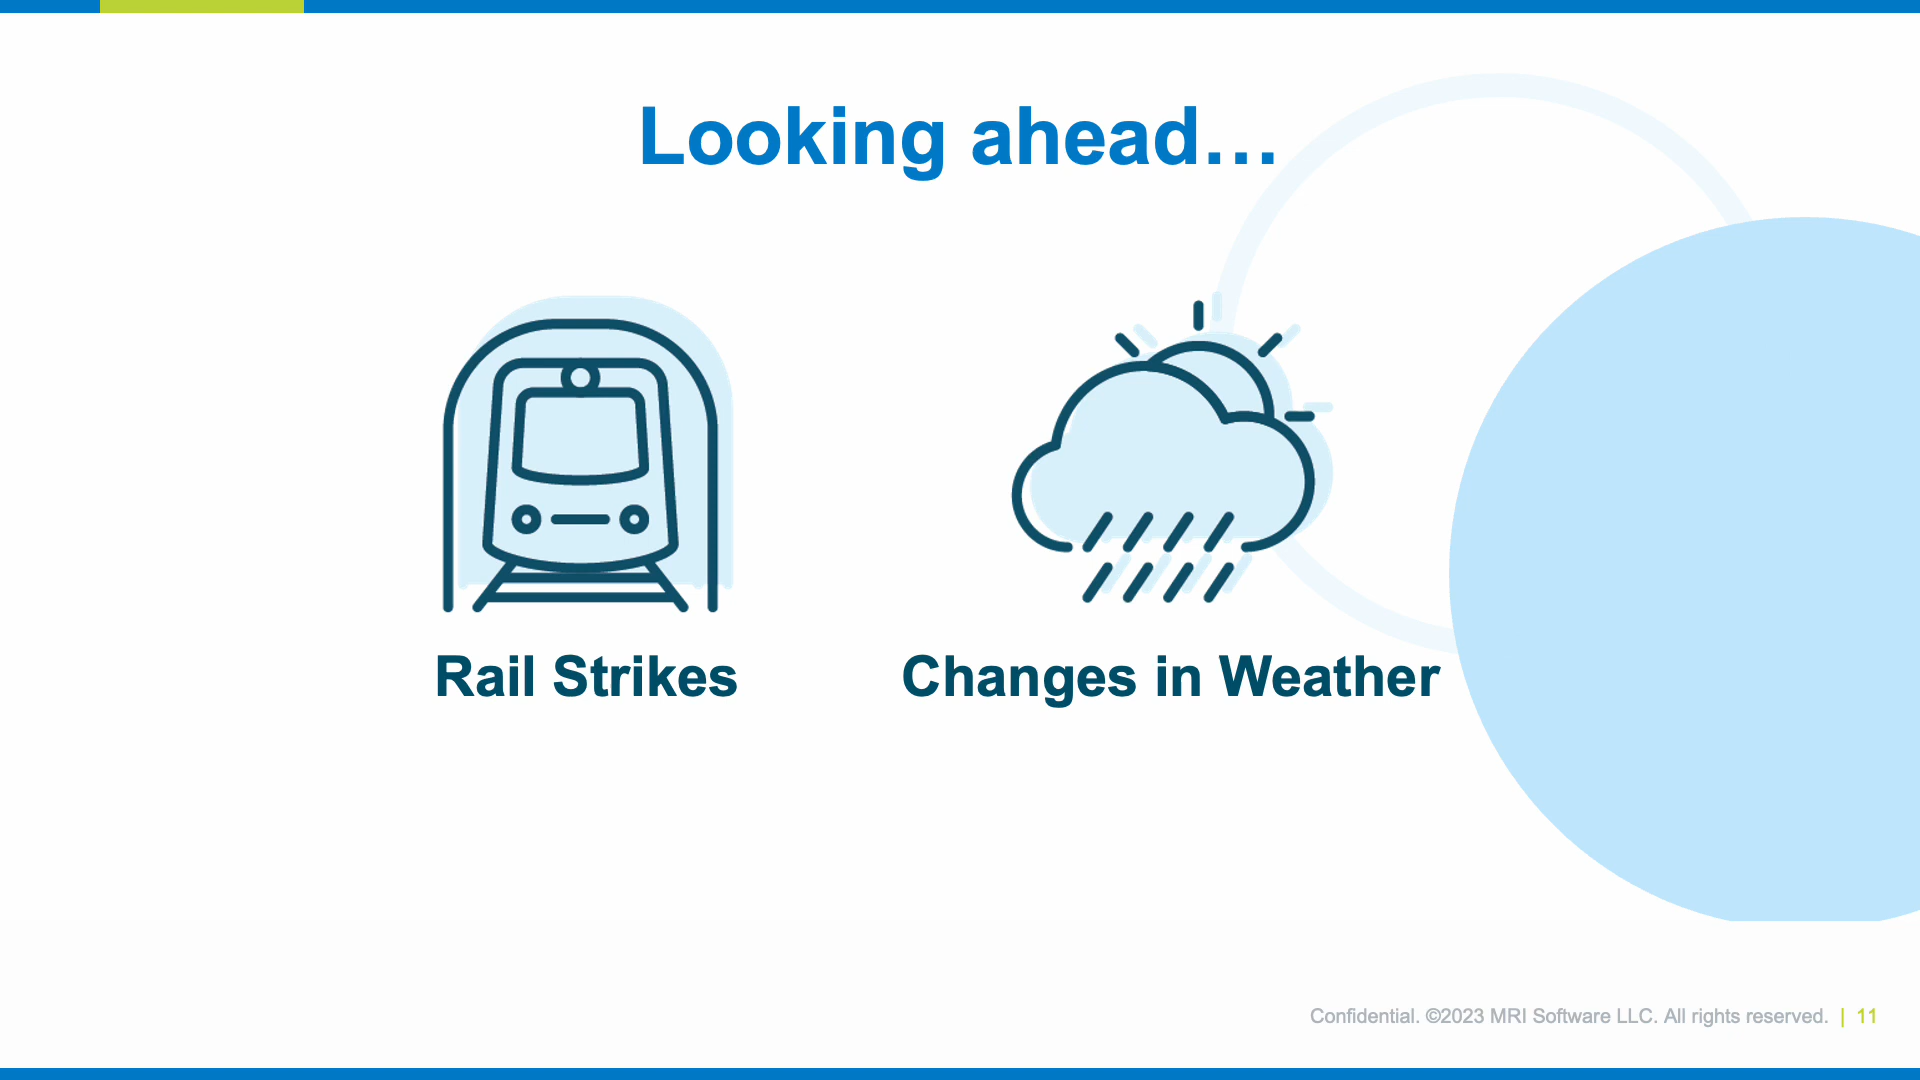 Looking ahead…
Rail Strikes
Changes in Weather
Confidential. ©2023 MRI Software LLC. All rights reserved. | 11